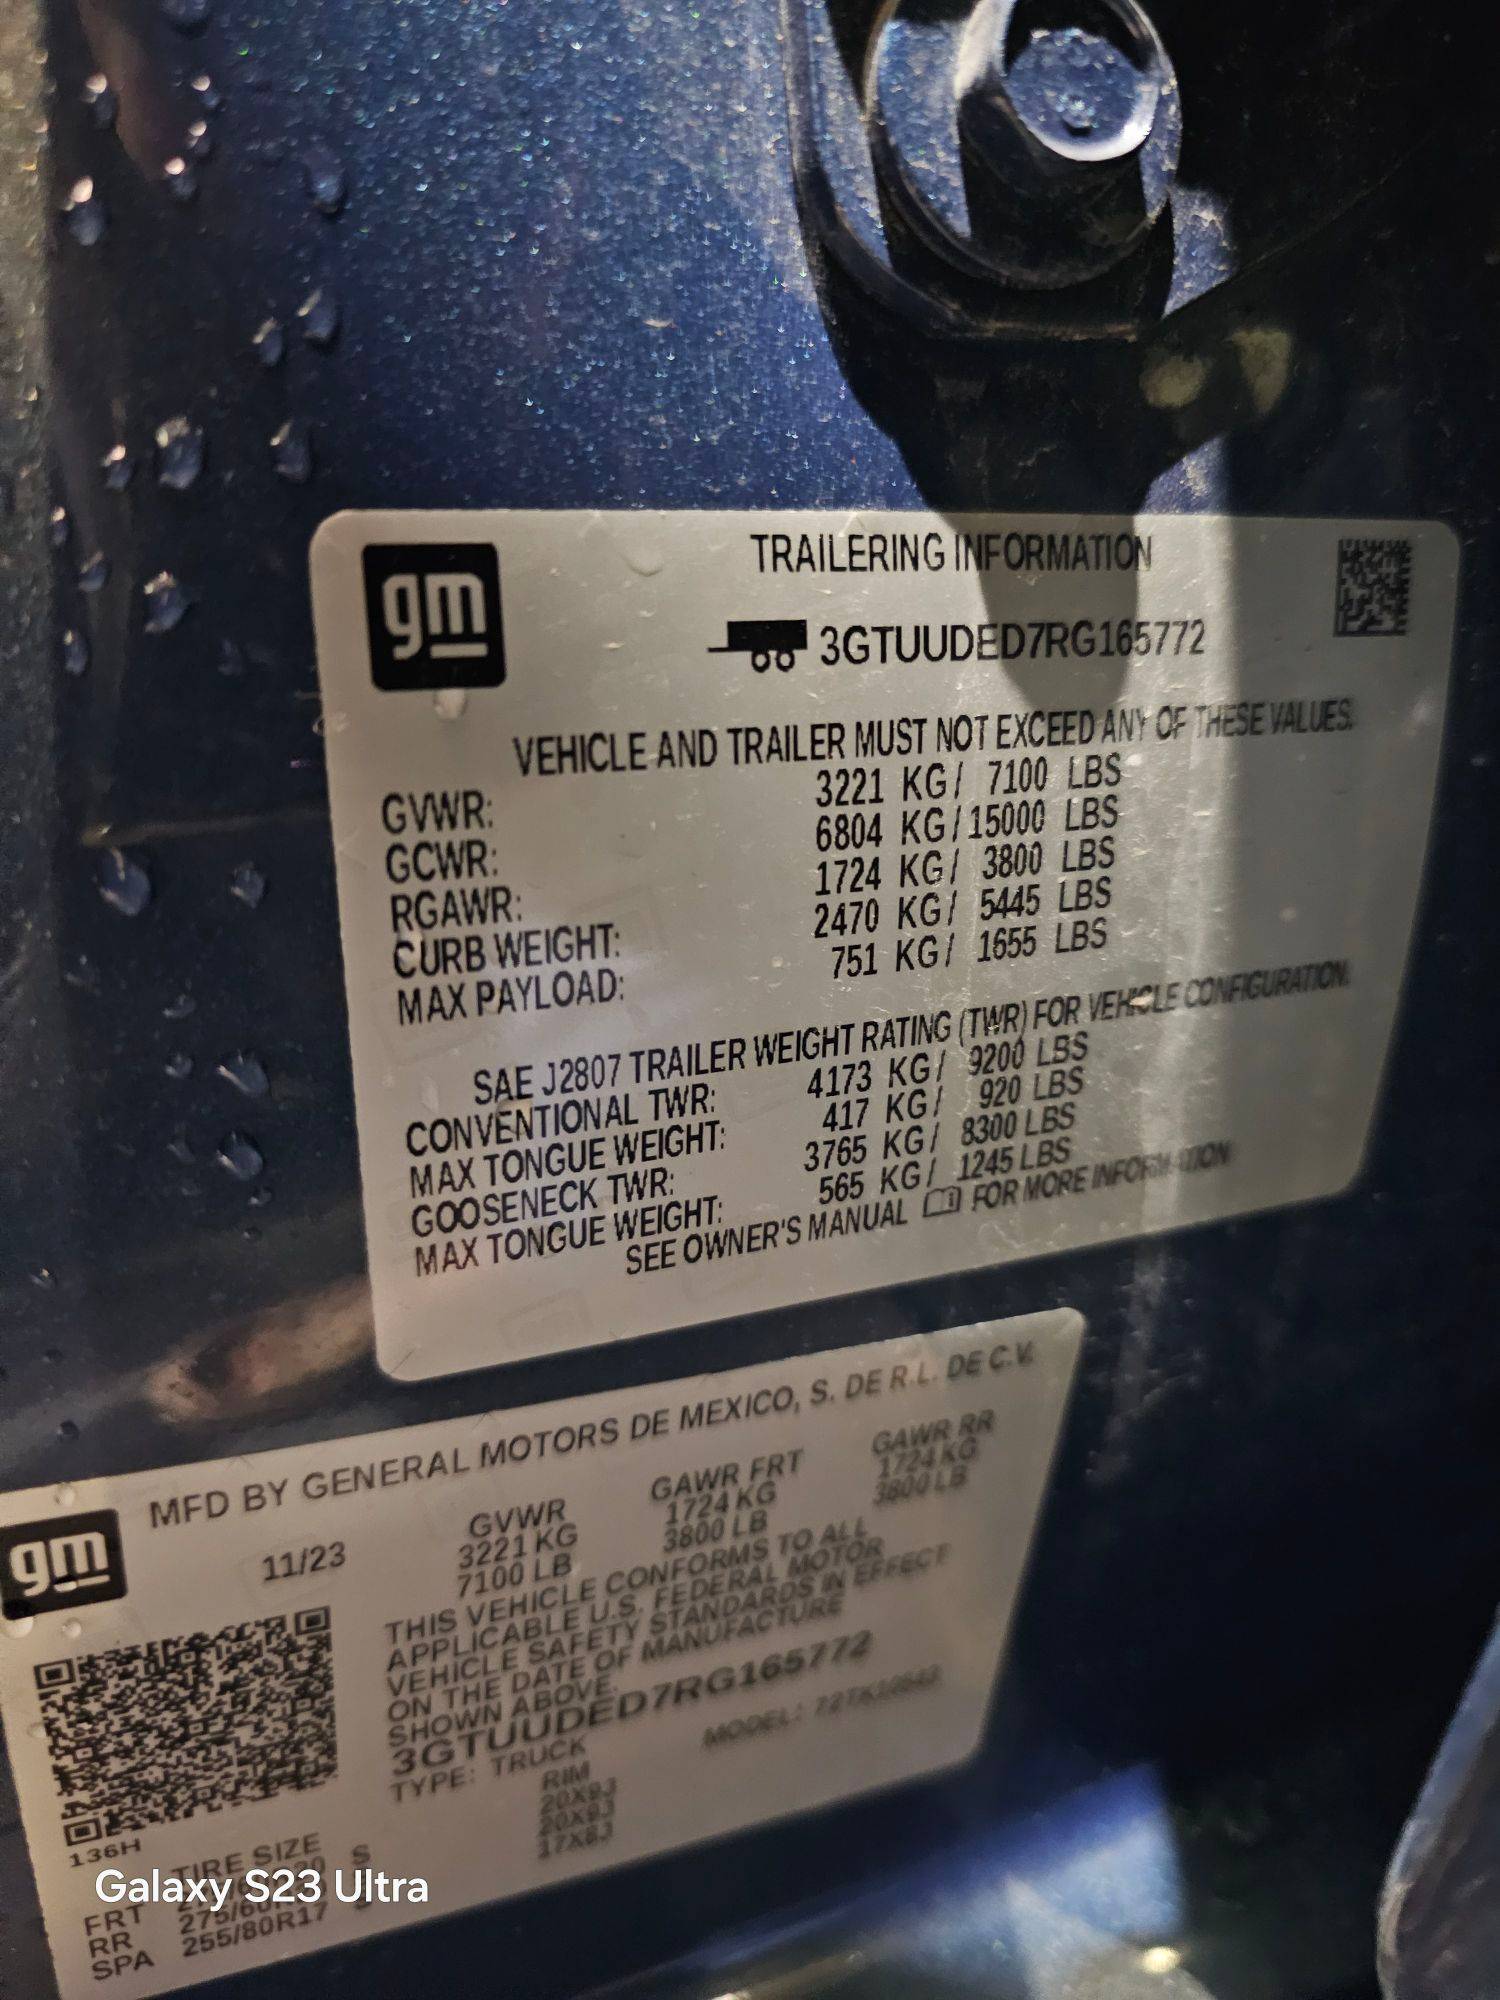 gm
TRAILERING INFORMATION
3GTUUDED7RG165772
VEHICLE AND TRAILER MUST NOT EXCEED ANY OF THESE VALUES.
GVWR: 3221 KG/ 7100 LBS
GCWR: 6804 KG/15000 LBS
RGAWR: 1724 KG/ 3800 LBS
CURB WEIGHT: 2470 KG/ 5445 LBS
MAX PAYLOAD: 751 KG/ 1655 LBS
SAE J2807 TRAILER WEIGHT RATING (TWR) FOR VEHICLE CONFIGURATION.
CONVENTIONAL TWR: 4173 KG/ 9200 LBS
MAX TONGUE WEIGHT: 417 KG/ 920 LBS
GOOSENECK TWR: 3765 KG/ 8300 LBS
MAX TONGUE WEIGHT: 565 KG/ 1245 LBS
SEE OWNER'S MANUAL FOR MORE INFORMATION
gm
MFD BY GENERAL MOTORS DE MEXICO, S. DE R.L. DE C.V.
11/23 GVWR GAWR FRT GAWR RR
3221 KG 1724 KG 1724 KG
7100 LB 3800 LB 3800 LB
THIS VEHICLE CONFORMS TO ALL
APPLICABLE U.S. FEDERAL MOTOR
VEHICLE SAFETY STANDARDS IN EFFECT
ON THE DATE OF MANUFACTURE
SHOWN ABOVE.
3GTUUDED7RG165772
TYPE: TRUCK MODEL:
136H
TIRE SIZE S RIM
FRT 20X9J
RR 20X9J
SPA 255/80R17 17X8J
Galaxy S23 Ultra